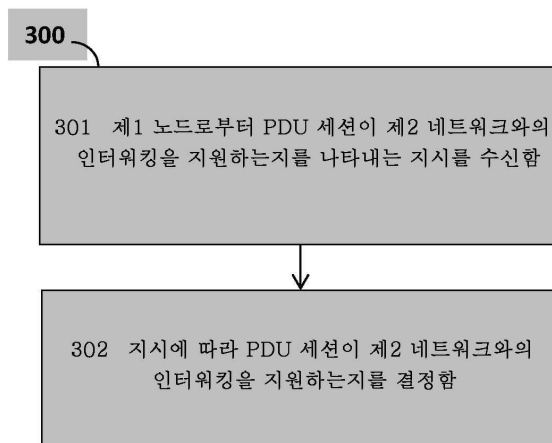 300
301 제1 노드로부터 PDU 세션이 제2 네트워크와의
인터워킹을 지원하는지를 나타내는 지시를 수신함
302 지시에 따라 PDU 세션이 제2 네트워크와의
인터워킹을 지원하는지를 결정함